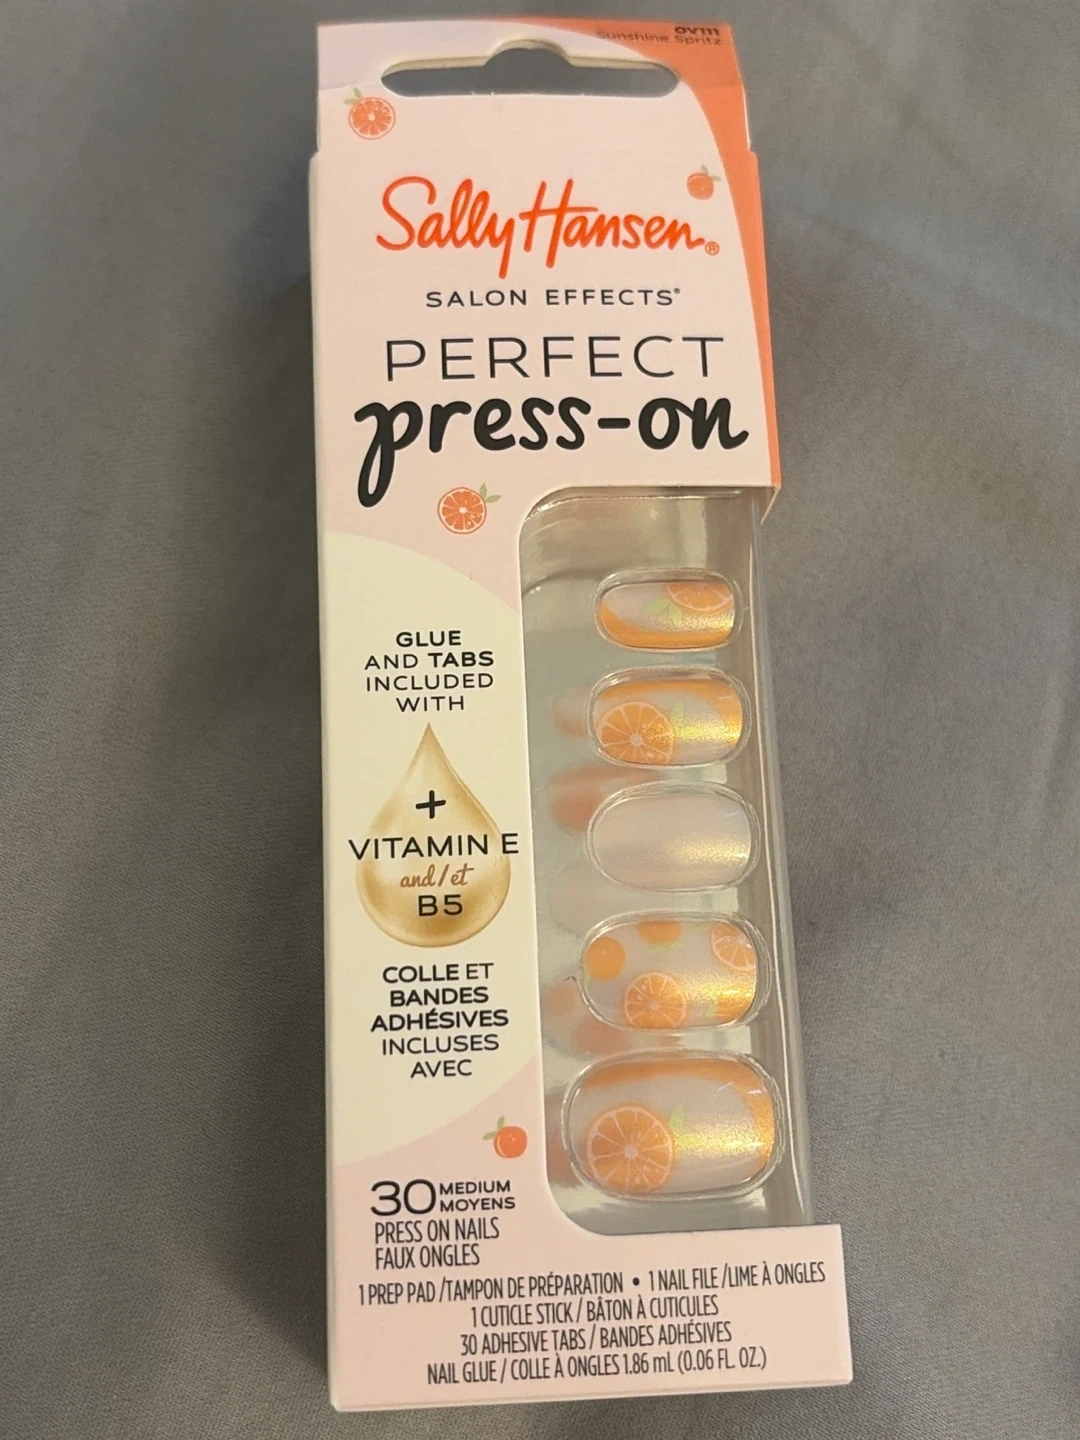 OV111
Sunshine Spritz
Sally Hansen®
SALON EFFECTS®
PERFECT
press-on
GLUE
AND TABS
INCLUDED
WITH
+
VITAMIN E
and/et
B5
COLLE ET
BANDES
ADHÉSIVES
INCLUSES
AVEC
30 MEDIUM
MOYENS
PRESS ON NAILS
FAUX ONGLES
1 PREP PAD /TAMPON DE PRÉPARATION • 1 NAIL FILE /LIME À ONGLES
1 CUTICLE STICK / BÂTON À CUTICULES
30 ADHESIVE TABS / BANDES ADHÉSIVES
NAIL GLUE / COLLE À ONGLES 1.86 mL (0.06 FL. OZ.)